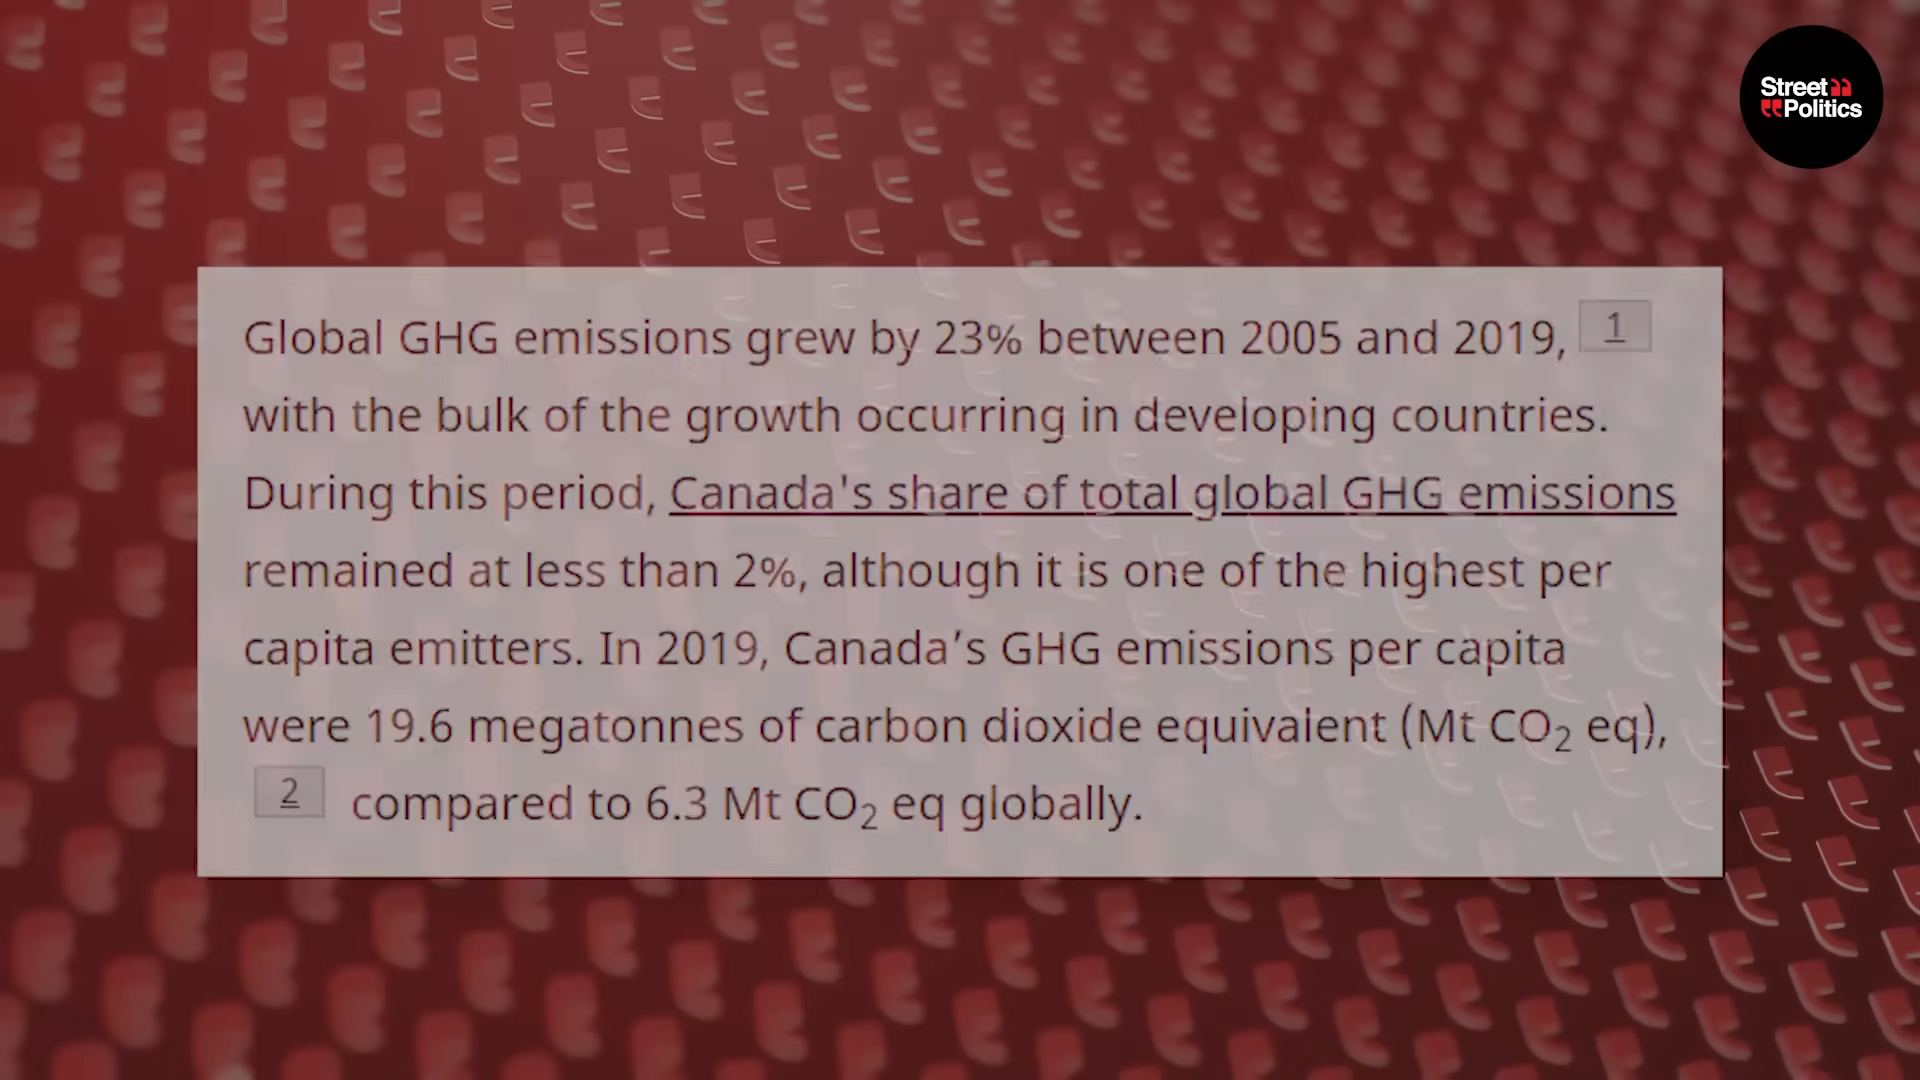 Street
Politics
Global GHG emissions grew by 23% between 2005 and 2019, 1
with the bulk of the growth occurring in developing countries.
During this period, Canada's share of total global GHG emissions
remained at less than 2%, although it is one of the highest per
capita emitters. In 2019, Canada’s GHG emissions per capita
were 19.6 megatonnes of carbon dioxide equivalent (Mt CO₂ eq),
2 compared to 6.3 Mt CO₂ eq globally.